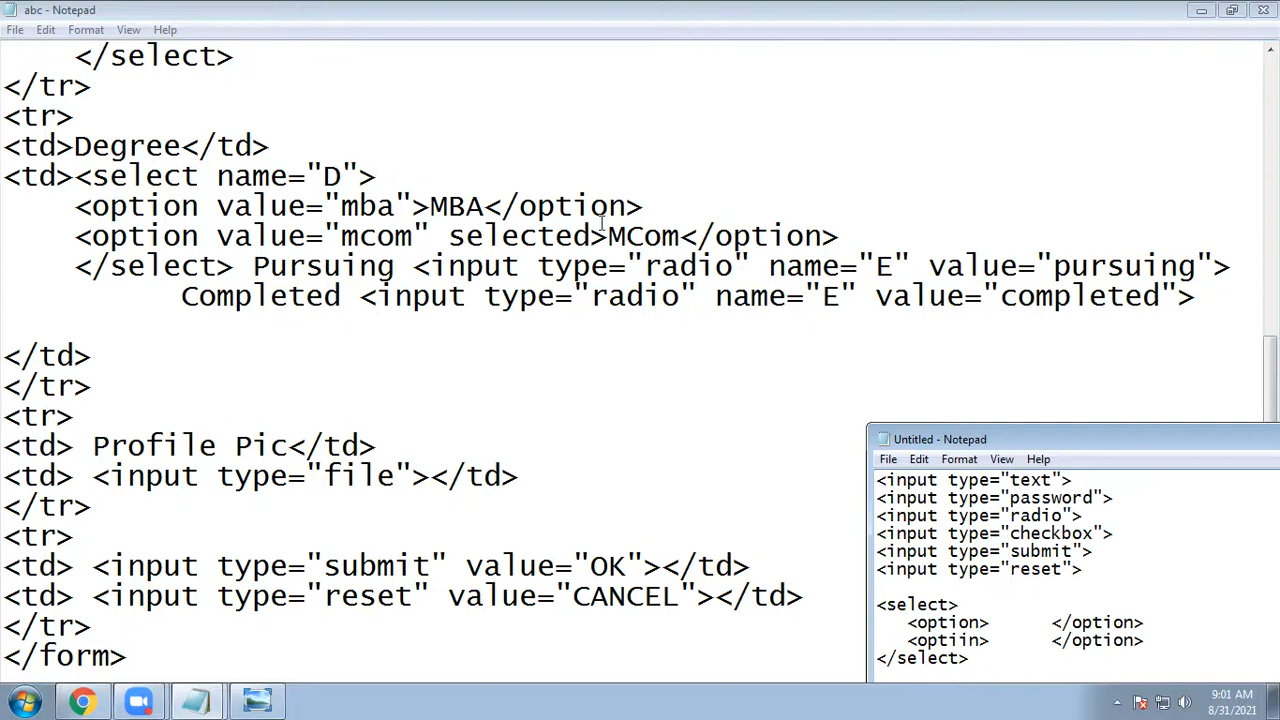 abc - Notepad
File Edit Format View Help
</select>
</tr>
<tr>
<td>Degree</td>
<td><select name="D">
<option value="mba">MBA</option>
<option value="mcom" selected>MCom</option>
</select> Pursuing <input type="radio" name="E" value="pursuing">
Completed <input type="radio" name="E" value="completed">
</td>
</tr>
<tr>
<td> Profile Pic</td>
<td> <input type="file"></td>
</tr>
<tr>
<td> <input type="submit" value="OK"></td>
<td> <input type="reset" value="CANCEL"></td>
</tr>
</form>
Untitled - Notepad
File Edit Format View Help
<input type="text">
<input type="password">
<input type="radio">
<input type="checkbox">
<input type="submit">
<input type="reset">
<select>
<option> </option>
<optiin> </option>
</select>
9:01 AM
8/31/2021